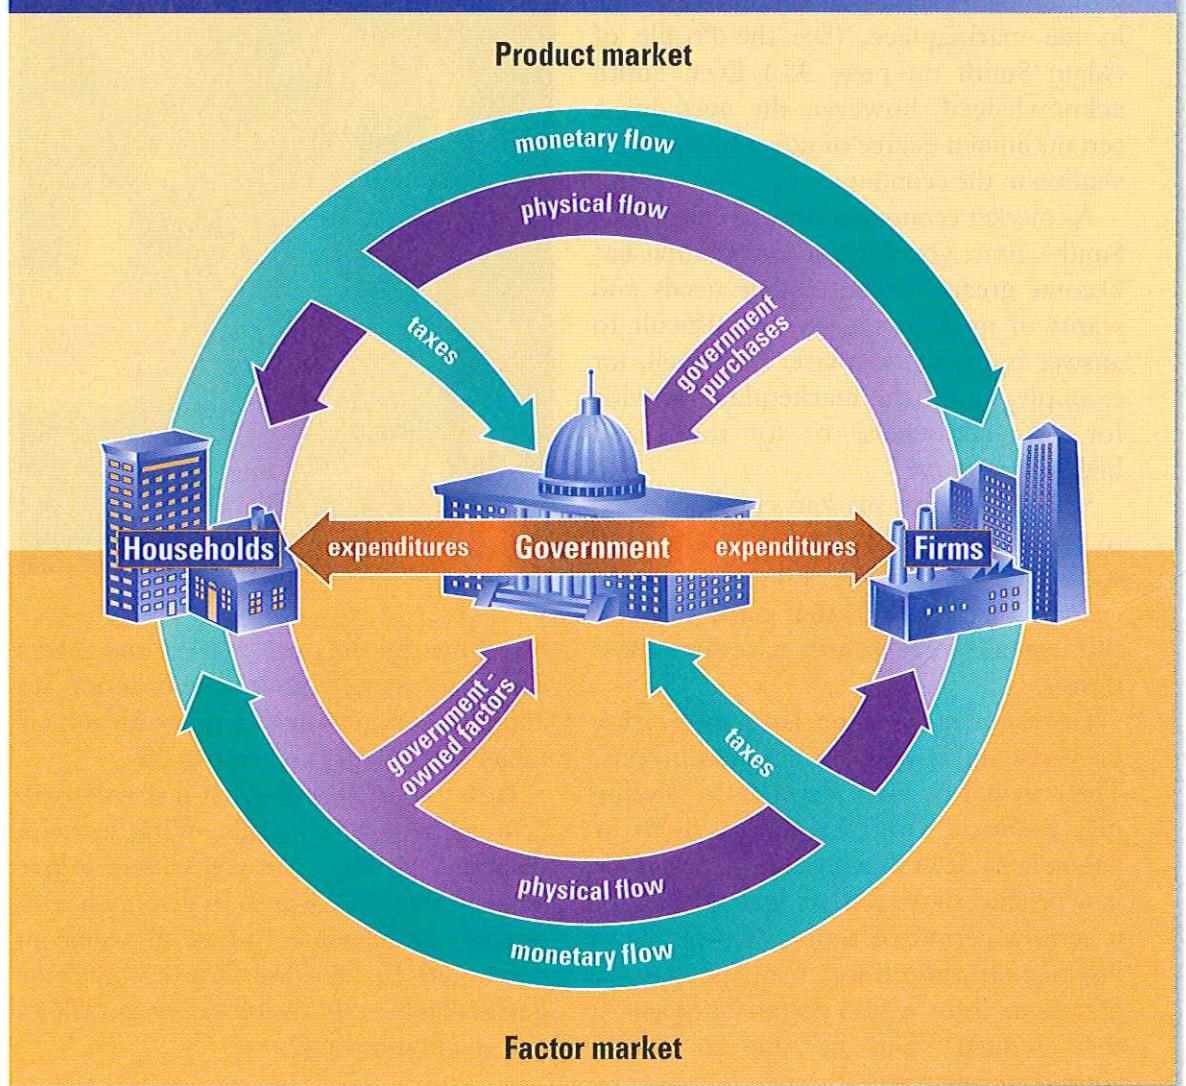 Product market
monetary flow
physical flow
taxes
government
purchases
Households
expenditures
Government
expenditures
Firms
government -
owned factors
taxes
physical flow
monetary flow
Factor market